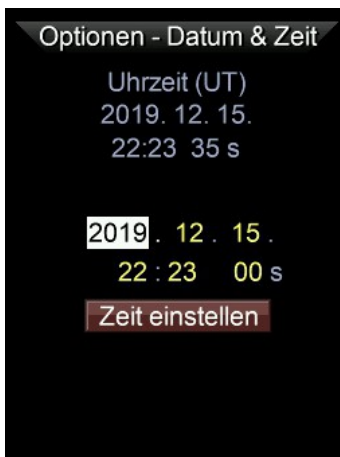 Optionen - Datum & Zeit
Uhrzeit (UT)
2019. 12. 15.
22:23 35 s
2019 . 12 . 15 .
22 : 23 00 s
Zeit einstellen